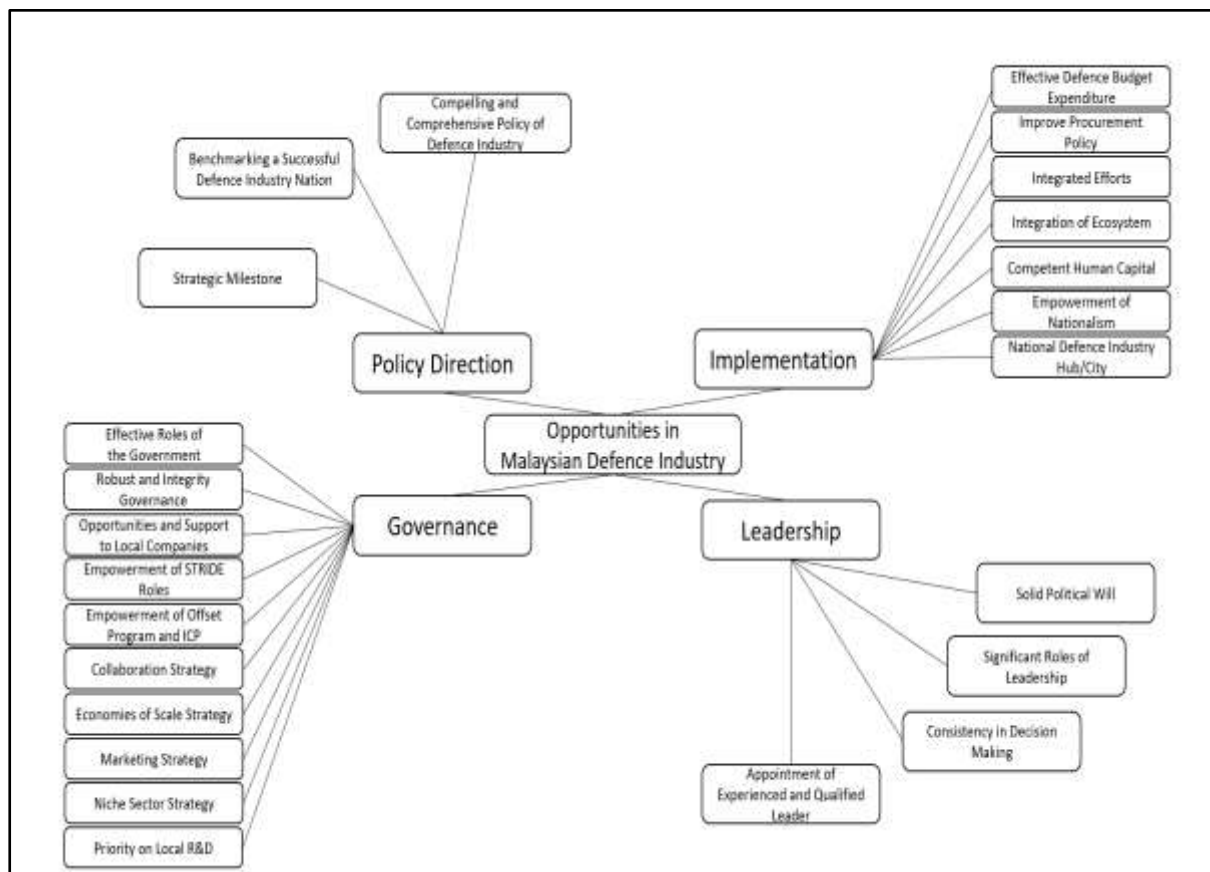 Compelling and
Comprehensive Policy of
Defence Industry
Benchmarking a Successful
Defence Industry Nation
Strategic Milestone
Policy Direction
Effective Defence Budget
Expenditure
Improve Procurement
Policy
Integrated Efforts
Integration of Ecosystem
Competent Human Capital
Empowerment of
Nationalism
National Defence Industry
Hub/City
Implementation
Opportunities in
Malaysian Defence Industry
Effective Roles of
the Government
Robust and Integrity
Governance
Opportunities and Support
to Local Companies
Empowerment of STRIDE
Roles
Empowerment of Offset
Program and ICP
Collaboration Strategy
Economies of Scale Strategy
Marketing Strategy
Niche Sector Strategy
Priority on Local R&D
Governance
Leadership
Solid Political Will
Significant Roles of
Leadership
Consistency in Decision
Making
Appointment of
Experienced and Qualified
Leader